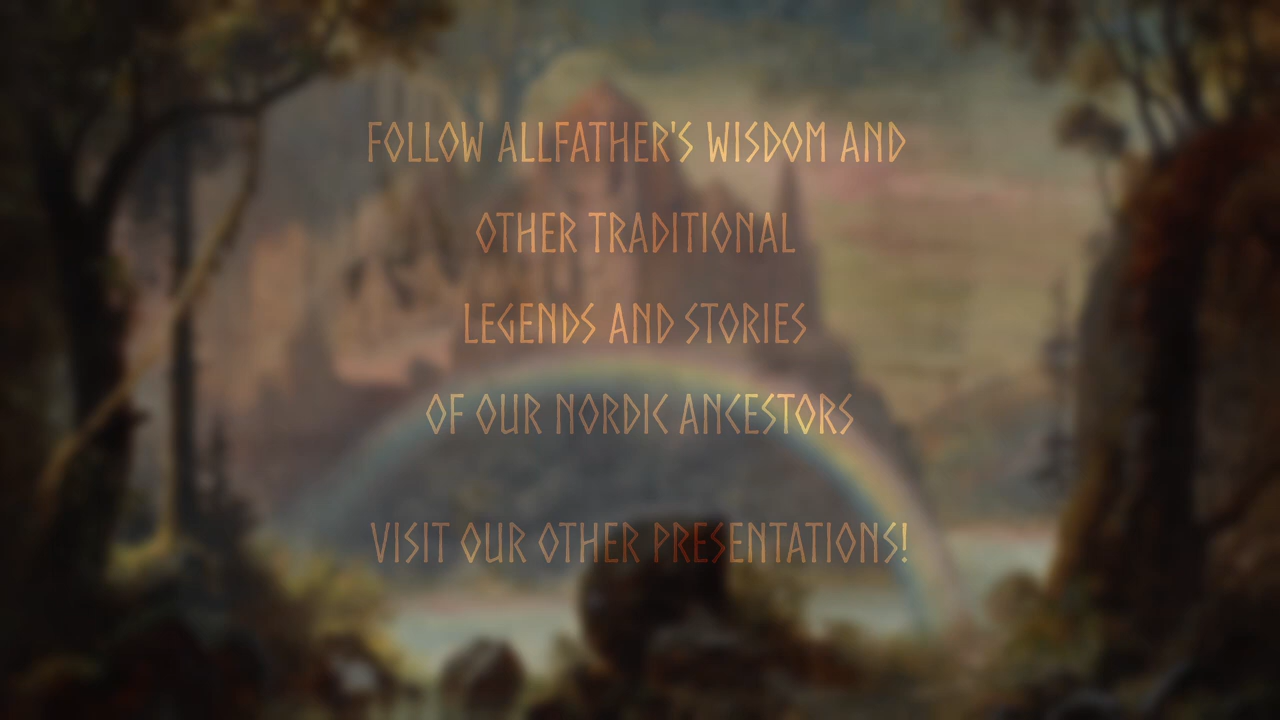 FOLLOW ALLFATHER'S WISDOM AND
OTHER TRADITIONAL
LEGENDS AND STORIES
OF OUR NORDIC ANCESTORS
VISIT OUR OTHER PRESENTATIONS!